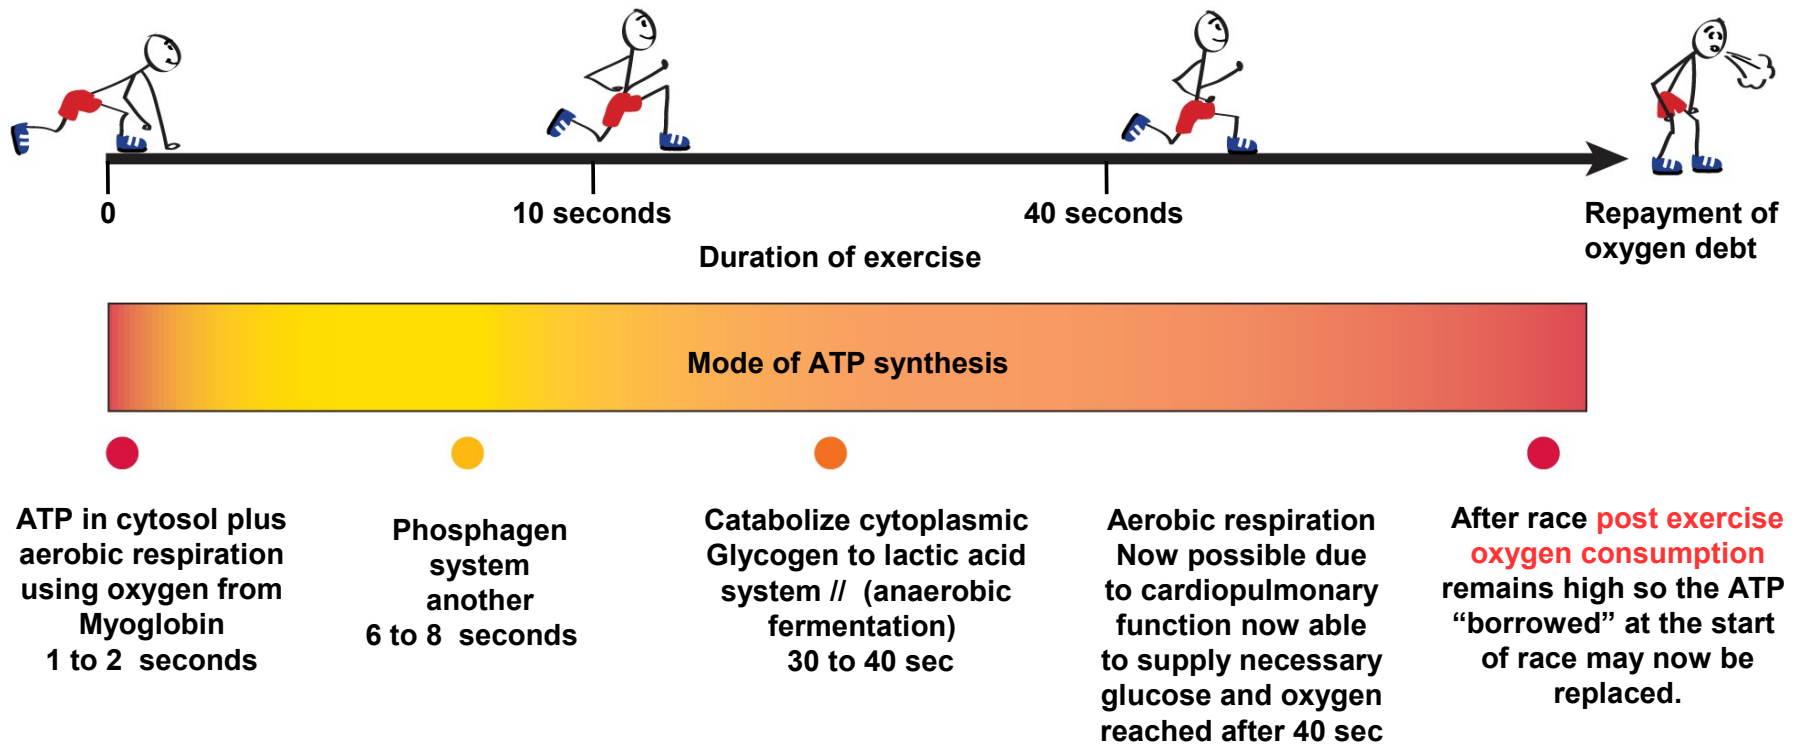 0
10 seconds
40 seconds
Repayment of
oxygen debt
Duration of exercise
Mode of ATP synthesis
ATP in cytosol plus
aerobic respiration
using oxygen from
Myoglobin
1 to 2 seconds
Phosphagen
system
another
6 to 8 seconds
Catabolize cytoplasmic
Glycogen to lactic acid
system // (anaerobic
fermentation)
30 to 40 sec
Aerobic respiration
Now possible due
to cardiopulmonary
function now able
to supply necessary
glucose and oxygen
reached after 40 sec
After race post exercise
oxygen consumption
remains high so the ATP
“borrowed” at the start
of race may now be
replaced.